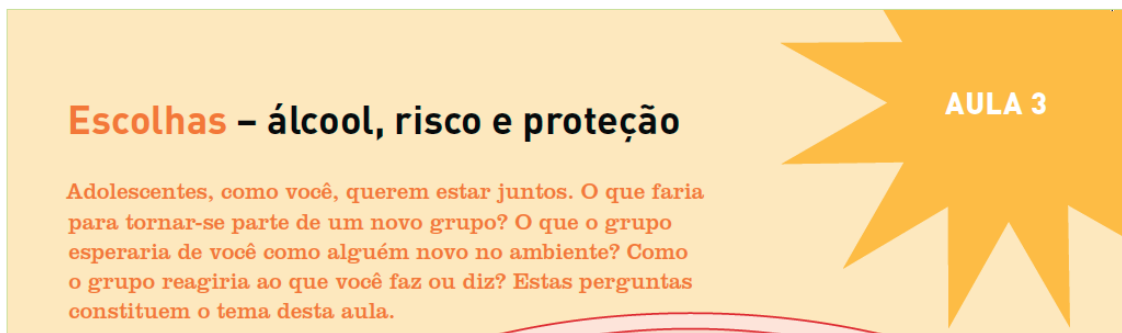 AULA 3
Escolhas – álcool, risco e proteção
Adolescentes, como você, querem estar juntos. O que faria
para tornar-se parte de um novo grupo? O que o grupo
esperaria de você como alguém novo no ambiente? Como
o grupo reagiria ao que você faz ou diz? Estas perguntas
constituem o tema desta aula.